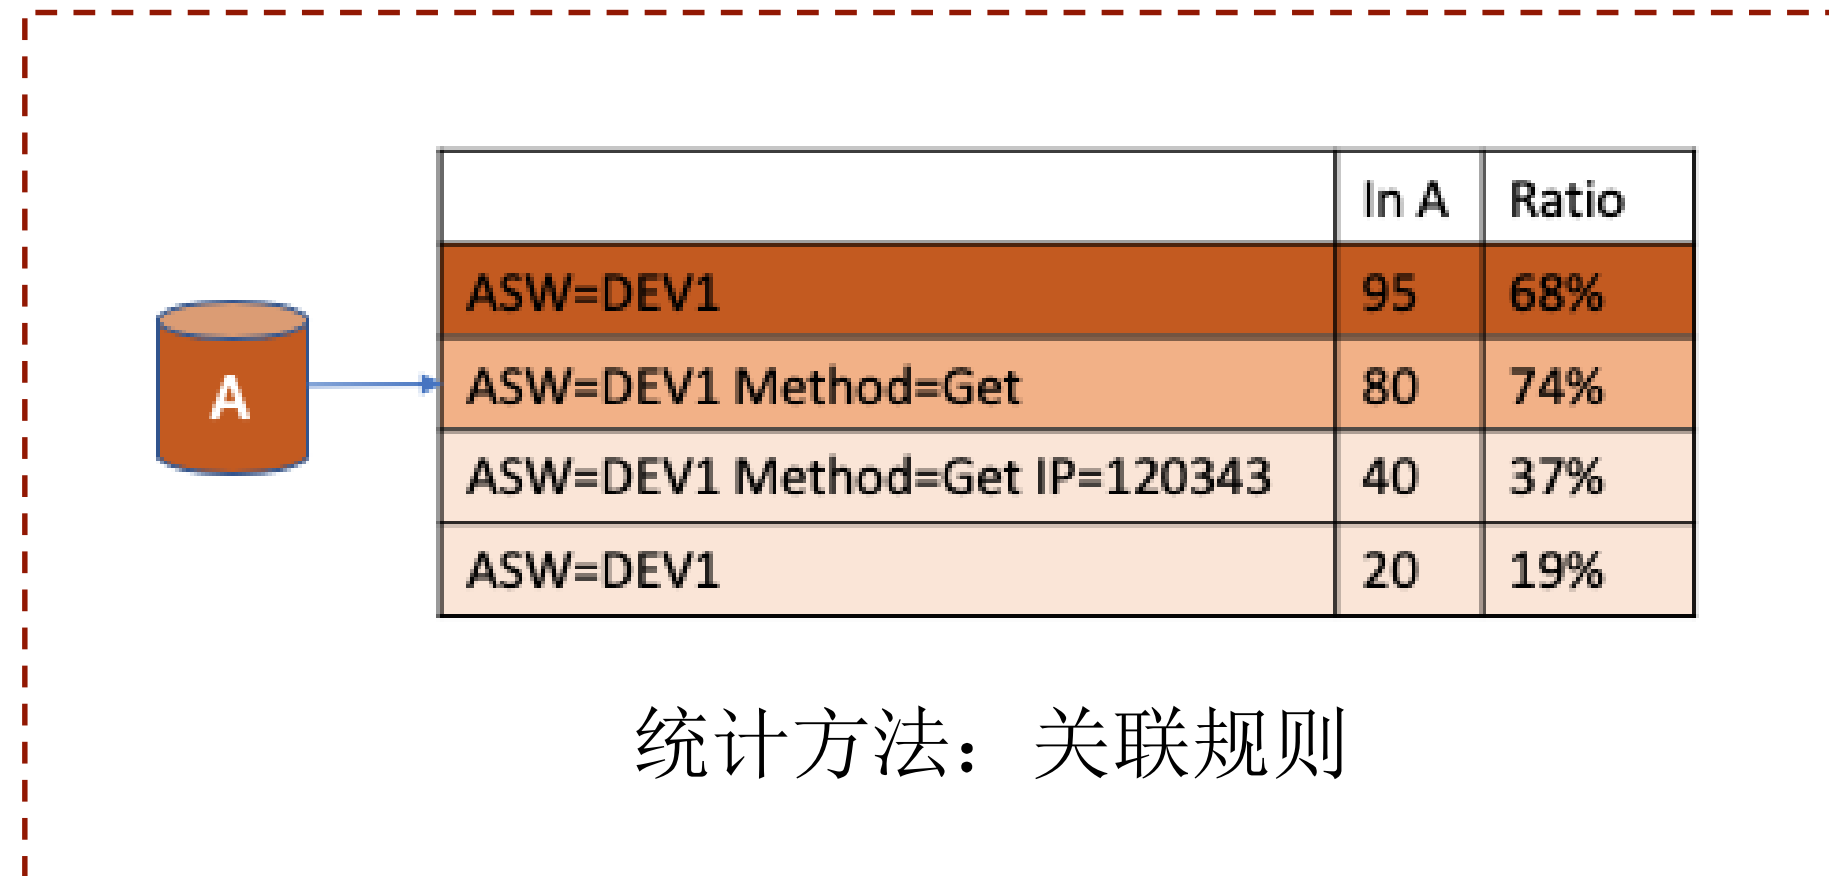 In A Ratio
ASW=DEV1 95 68%
A
ASW=DEV1 Method=Get 80 74%
ASW=DEV1 Method=Get IP=120343 40 37%
ASW=DEV1 20 19%
统计方法：关联规则